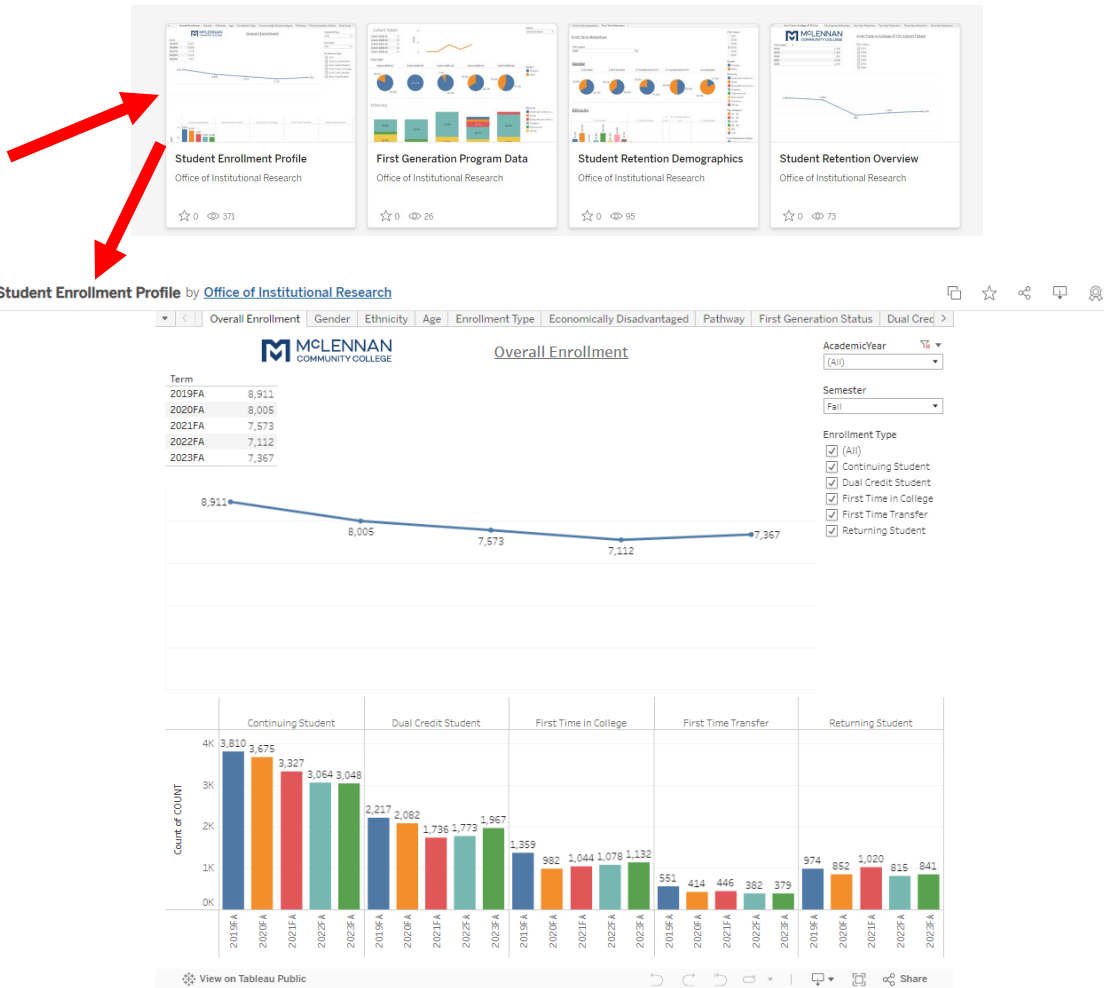 Student Enrollment Profile
Office of Institutional Research
0 371
First Generation Program Data
Office of Institutional Research
0 26
Student Retention Demographics
Office of Institutional Research
0 95
Student Retention Overview
Office of Institutional Research
0 73
Student Enrollment Profile by Office of Institutional Research
Overall Enrollment Gender Ethnicity Age Enrollment Type Economically Disadvantaged Pathway First Generation Status Dual Cred
MCLENNAN
COMMUNITY COLLEGE
Overall Enrollment
AcademicYear
(All)
Semester
Fall
Enrollment Type
(All)
Continuing Student
Dual Credit Student
First Time in College
First Time Transfer
Returning Student
Term
2019FA 8,911
2020FA 8,005
2021FA 7,573
2022FA 7,112
2023FA 7,367
8,911
8,005
7,573
7,112
7,367
Continuing Student Dual Credit Student First Time in College First Time Transfer Returning Student
Count of COUNT
4K
3K
2K
1K
0K
3,810 3,675 3,327 3,064 3,048
2,217 2,082 1,736 1,773 1,967
1,359 982 1,044 1,078 1,132
551 414 446 382 379
974 852 1,020 815 841
2019FA 2020FA 2021FA 2022FA 2023FA 2019FA 2020FA 2021FA 2022FA 2023FA 2019FA 2020FA 2021FA 2022FA 2023FA 2019FA 2020FA 2021FA 2022FA 2023FA 2019FA 2020FA 2021FA 2022FA 2023FA
View on Tableau Public
Share